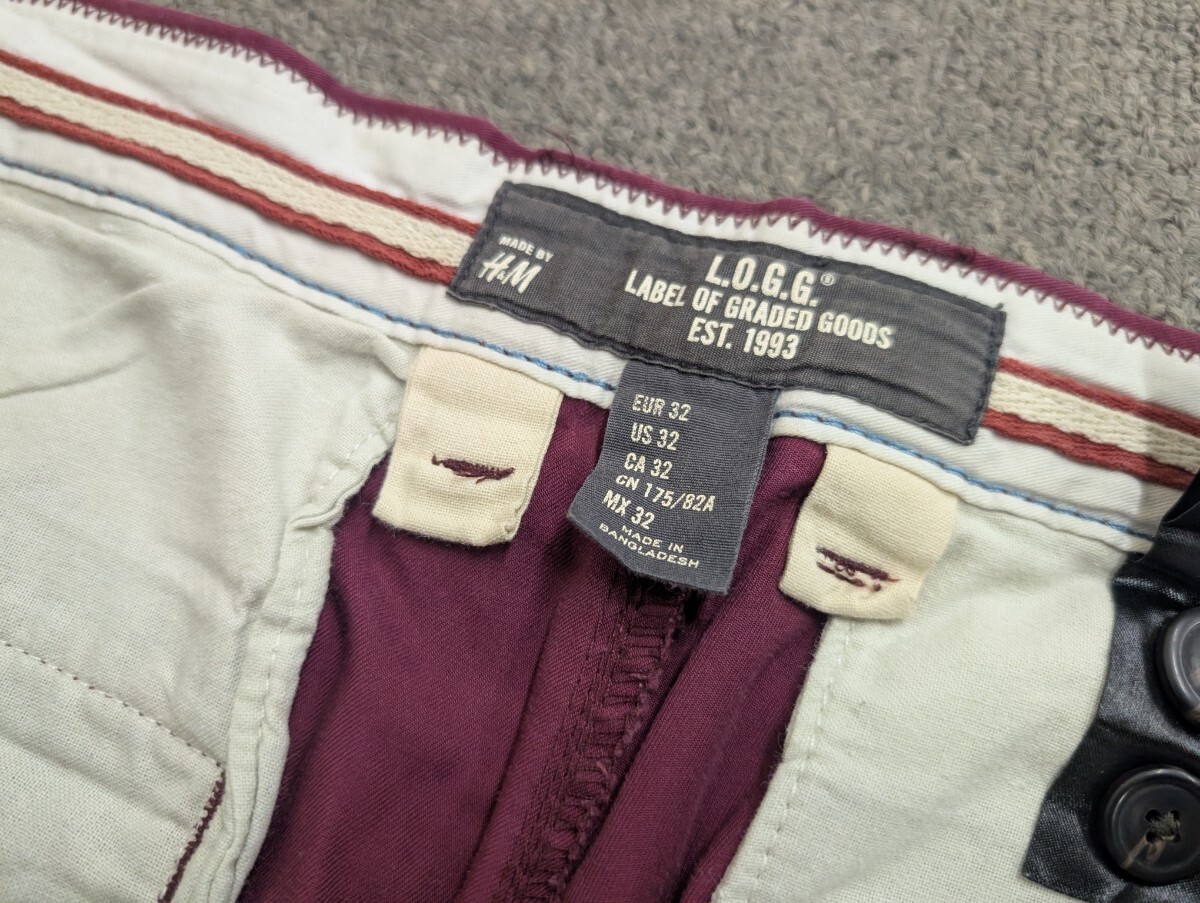 MADE BY
H&M
L.O.G.G.®
LABEL OF GRADED GOODS
EST. 1993
EUR 32
US 32
CA 32
CN 175/82A
MX 32
MADE IN
BANGLADESH